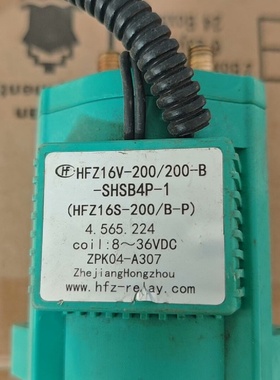 HFZ16V-200/200-B
-SHSB4P-1
(HFZ16S-200/B-P)
4.565.224
coil:8～36VDC
ZPK04-A307
ZhejiangHongzhou
www.hfz-relay.com